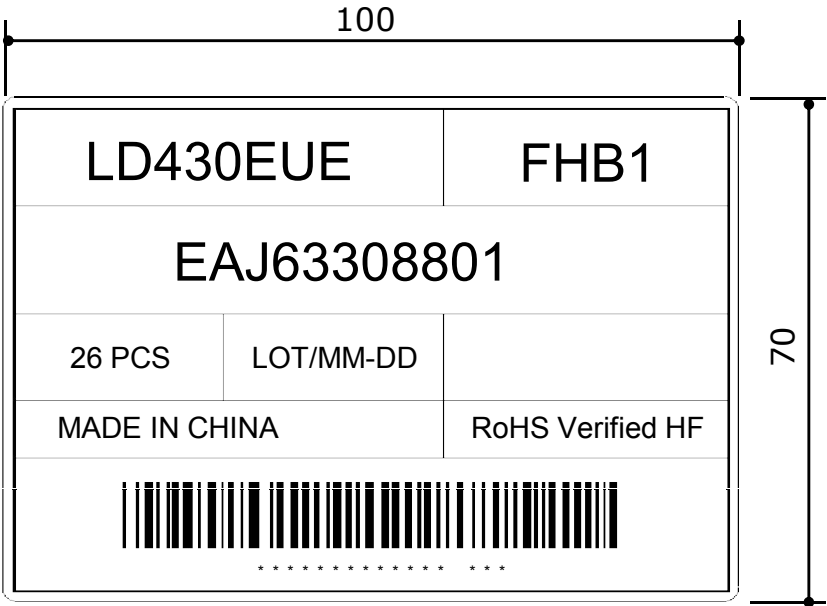 100
LD430EUE FHB1
EAJ63308801
70
26 PCS LOT/MM-DD
MADE IN CHINA RoHS Verified HF
* * * * * * * * * * * * * * * *